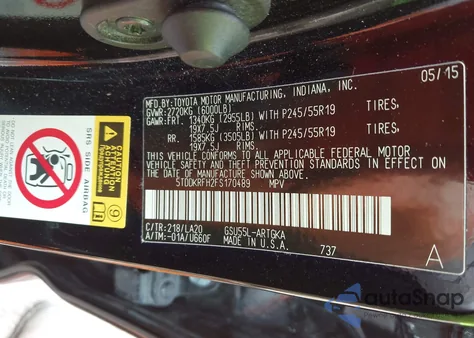 MFD. BY: TOYOTA MOTOR MANUFACTURING, INDIANA, INC. 05/15
GVWR: 2720KG (6000LB)
GAWR: FRT. 1340KG (2955LB) WITH P245/55R19 TIRES,
19X7.5J RIMS,
RR. 1585KG (3505LB) WITH P245/55R19 TIRES,
19X7.5J RIMS,
THIS VEHICLE CONFORMS TO ALL APPLICABLE FEDERAL MOTOR
VEHICLE SAFETY AND THEFT PREVENTION STANDARDS IN EFFECT
ON THE DATE OF MANUFACTURE SHOWN ABOVE.
5TDDKRFH2FS170489 MPV
C/TR: 218/LA20 GSU55L-ARTGKA
A/TM: -01A/U660F MADE IN U.S.A. 737
A
CAUTION
SRS SIDE AIRBAG
9
autoSnap